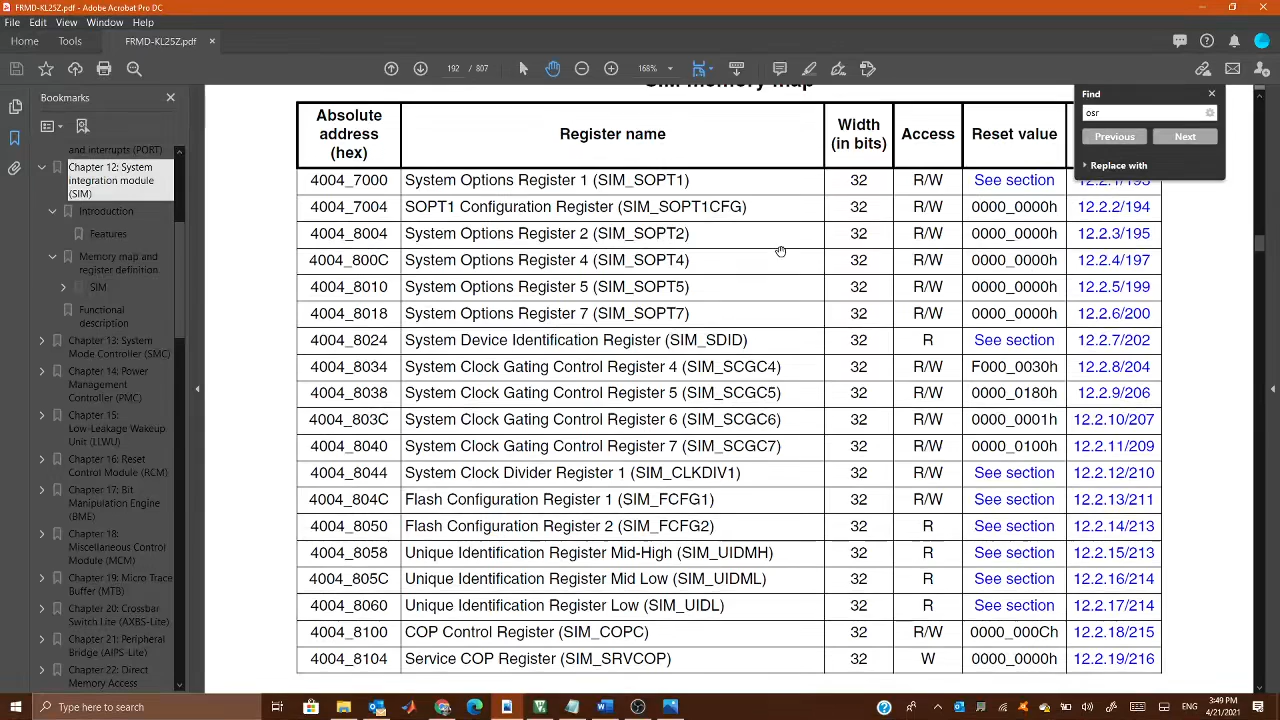 FRMD-KL25Z.pdf - Adobe Acrobat Pro DC
File Edit View Window Help
Home Tools FRMD-KL25Z.pdf ×
192 / 807 168%
Bookmarks
and interrupts (PORT)
Chapter 12: System
integration module
(SIM)
Introduction
Features
Memory map and
register definition
SIM
Functional
description
Chapter 13: System
Mode Controller (SMC)
Chapter 14: Power
Management
Controller (PMC)
Chapter 15:
Low-Leakage Wakeup
Unit (LLWU)
Chapter 16: Reset
Control Module (RCM)
Chapter 17: Bit
Manipulation Engine
(BME)
Chapter 18:
Miscellaneous Control
Module (MCM)
Chapter 19: Micro Trace
Buffer (MTB)
Chapter 20: Crossbar
Switch Lite (AXBS-Lite)
Chapter 21: Peripheral
Bridge (AIPS-Lite)
Chapter 22: Direct
Memory Access
SIM memory map
Absolute
address
(hex)
Register name
Width
(in bits)
Access
Reset value
4004_7000 System Options Register 1 (SIM_SOPT1) 32 R/W See section 12.2.1/193
4004_7004 SOPT1 Configuration Register (SIM_SOPT1CFG) 32 R/W 0000_0000h 12.2.2/194
4004_8004 System Options Register 2 (SIM_SOPT2) 32 R/W 0000_0000h 12.2.3/195
4004_800C System Options Register 4 (SIM_SOPT4) 32 R/W 0000_0000h 12.2.4/197
4004_8010 System Options Register 5 (SIM_SOPT5) 32 R/W 0000_0000h 12.2.5/199
4004_8018 System Options Register 7 (SIM_SOPT7) 32 R/W 0000_0000h 12.2.6/200
4004_8024 System Device Identification Register (SIM_SDID) 32 R See section 12.2.7/202
4004_8034 System Clock Gating Control Register 4 (SIM_SCGC4) 32 R/W F000_0030h 12.2.8/204
4004_8038 System Clock Gating Control Register 5 (SIM_SCGC5) 32 R/W 0000_0180h 12.2.9/206
4004_803C System Clock Gating Control Register 6 (SIM_SCGC6) 32 R/W 0000_0001h 12.2.10/207
4004_8040 System Clock Gating Control Register 7 (SIM_SCGC7) 32 R/W 0000_0100h 12.2.11/209
4004_8044 System Clock Divider Register 1 (SIM_CLKDIV1) 32 R/W See section 12.2.12/210
4004_804C Flash Configuration Register 1 (SIM_FCFG1) 32 R/W See section 12.2.13/211
4004_8050 Flash Configuration Register 2 (SIM_FCFG2) 32 R See section 12.2.14/213
4004_8058 Unique Identification Register Mid-High (SIM_UIDMH) 32 R See section 12.2.15/213
4004_805C Unique Identification Register Mid Low (SIM_UIDML) 32 R See section 12.2.16/214
4004_8060 Unique Identification Register Low (SIM_UIDL) 32 R See section 12.2.17/214
4004_8100 COP Control Register (SIM_COPC) 32 R/W 0000_000Ch 12.2.18/215
4004_8104 Service COP Register (SIM_SRVCOP) 32 W 0000_0000h 12.2.19/216
Find
osr
Previous Next
Replace with
Type here to search
3:49 PM
4/21/2021